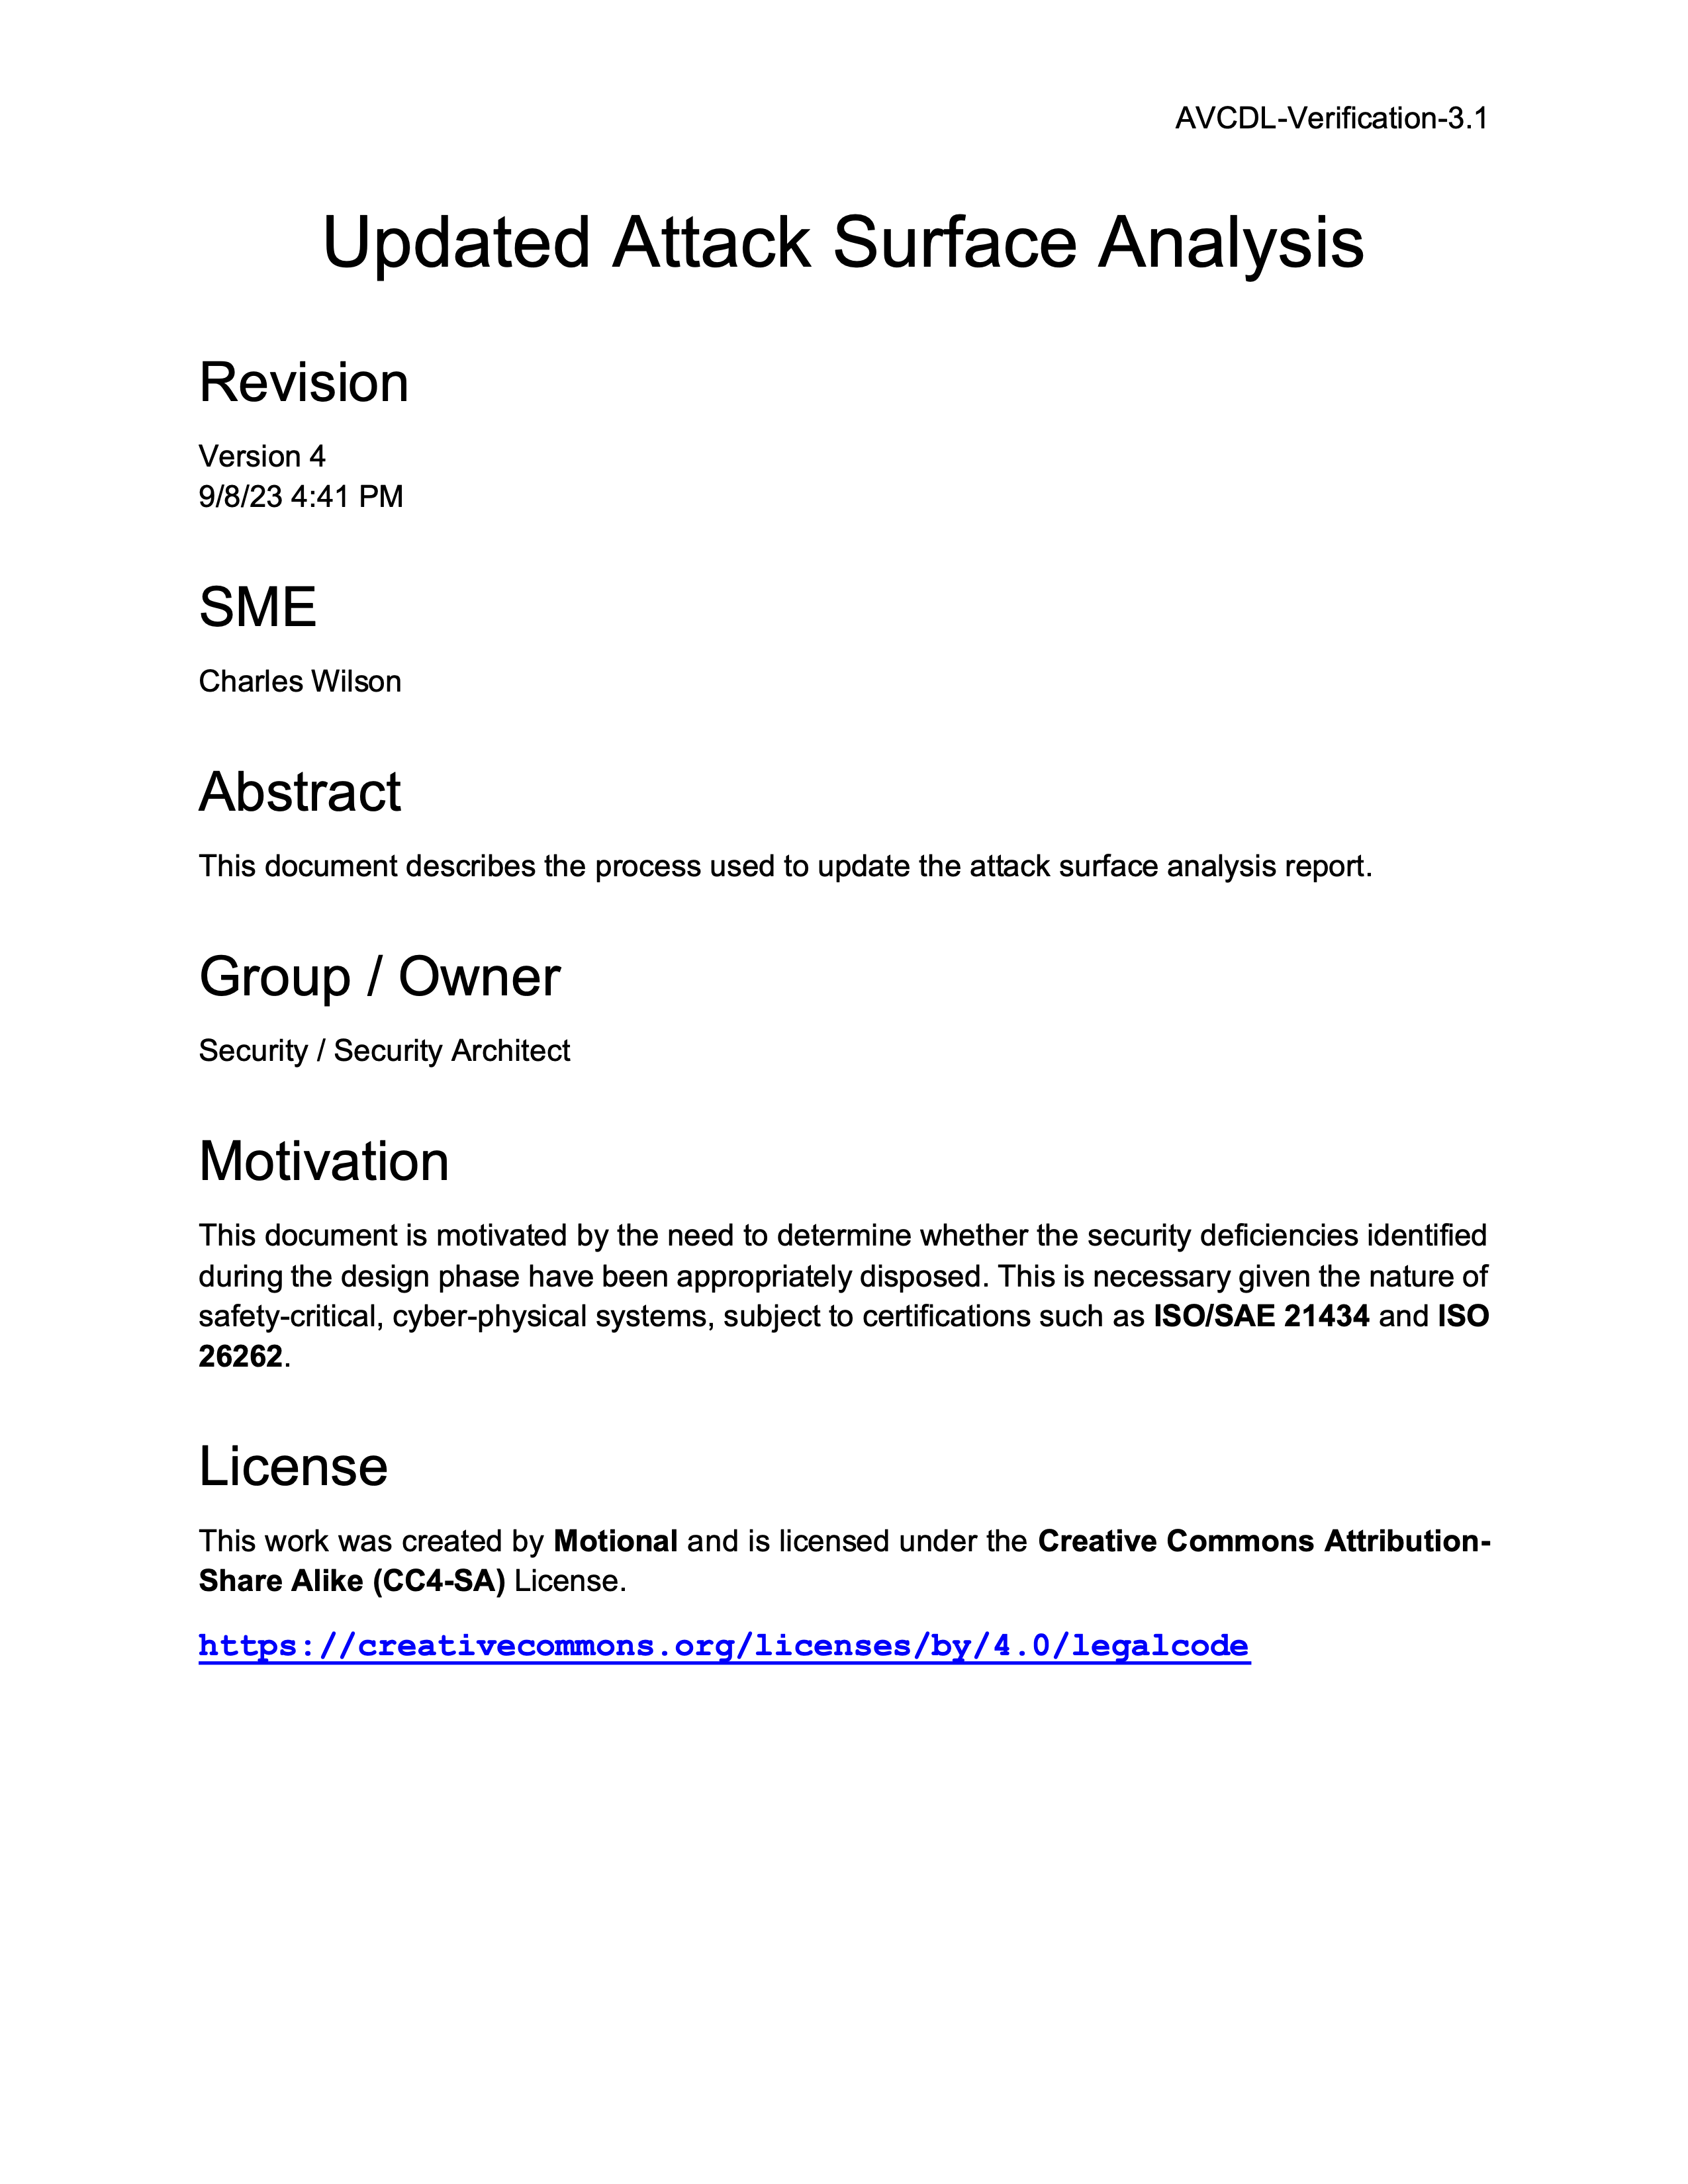 AVCDL-Verification-3.1
Updated Attack Surface Analysis
Revision
Version 4
9/8/23 4:41 PM
SME
Charles Wilson
Abstract
This document describes the process used to update the attack surface analysis report.
Group / Owner
Security / Security Architect
Motivation
This document is motivated by the need to determine whether the security deficiencies identified
during the design phase have been appropriately disposed. This is necessary given the nature of
safety-critical, cyber-physical systems, subject to certifications such as ISO/SAE 21434 and ISO
26262.
License
This work was created by Motional and is licensed under the Creative Commons Attribution-
Share Alike (CC4-SA) License.
https://creativecommons.org/licenses/by/4.0/legalcode